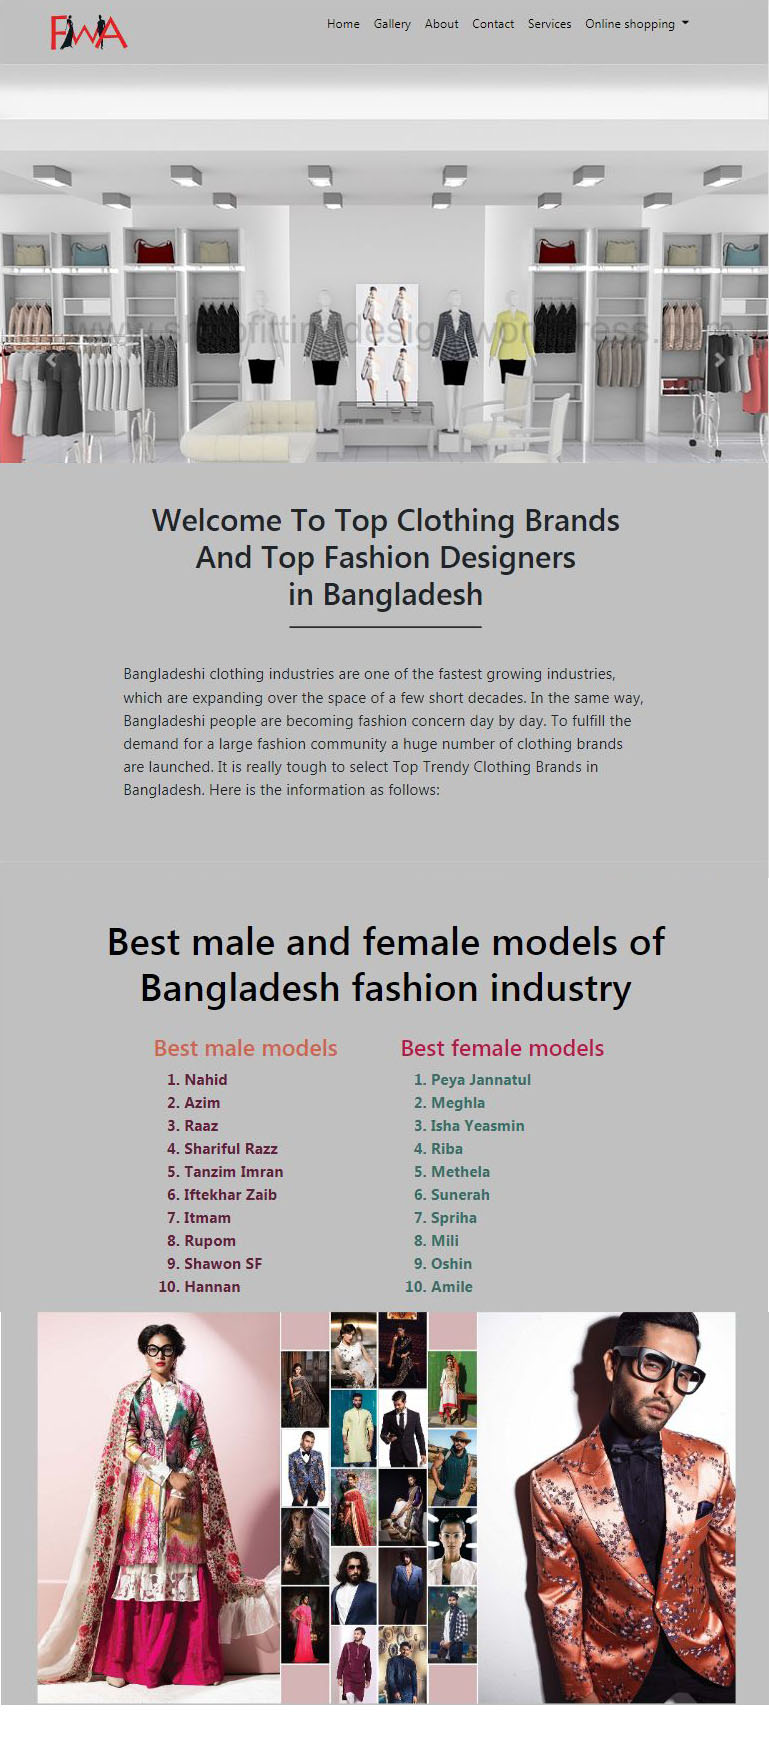 FWA
Home Gallery About Contact Services Online shopping
www.shopfittingdesign.wordpress.com
Welcome To Top Clothing Brands
And Top Fashion Designers
in Bangladesh
Bangladeshi clothing industries are one of the fastest growing industries,
which are expanding over the space of a few short decades. In the same way,
Bangladeshi people are becoming fashion concern day by day. To fulfill the
demand for a large fashion community a huge number of clothing brands
are launched. It is really tough to select Top Trendy Clothing Brands in
Bangladesh. Here is the information as follows:
Best male and female models of
Bangladesh fashion industry
Best male models
1. Nahid
2. Azim
3. Raaz
4. Shariful Razz
5. Tanzim Imran
6. Iftekhar Zaib
7. Itmam
8. Rupom
9. Shawon SF
10. Hannan
Best female models
1. Peya Jannatul
2. Meghla
3. Isha Yeasmin
4. Riba
5. Methela
6. Sunerah
7. Spriha
8. Mili
9. Oshin
10. Amile